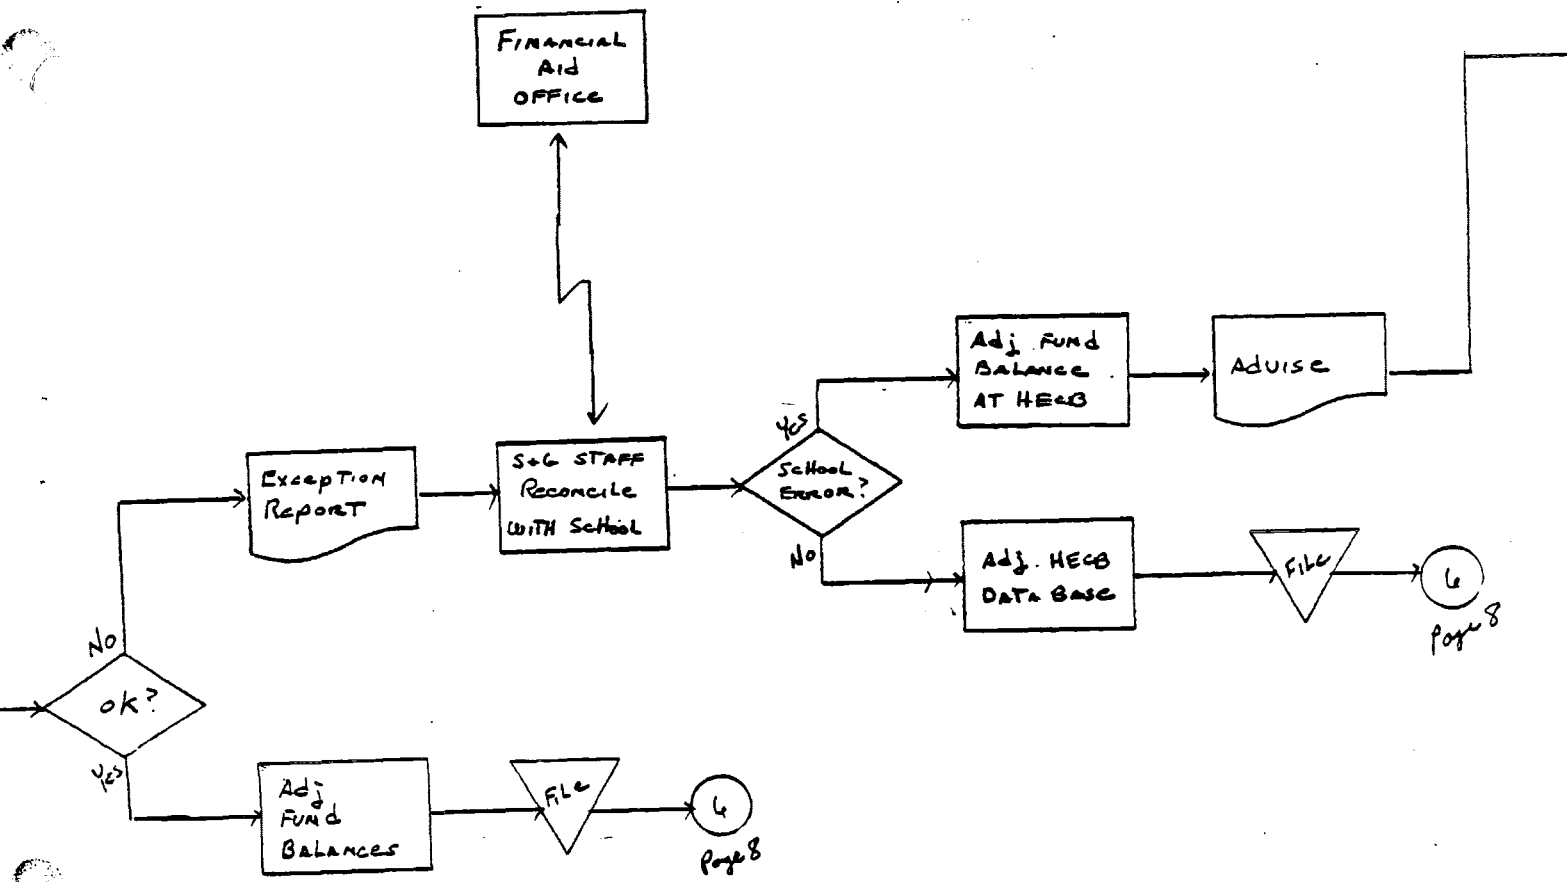 FINANCIAL
Aid
OFFICE
Adj. FUNd
BALANCE
AT HECB
Advise
Yes
SCHOOL
ERROR?
No
S+G STAFF
Reconcile
WITH SCHOOL
Exception
Report
Adj. HECB
DATA BASE
File
6
Page 8
No
OK?
Yes
Adj
FUNd
BALANCES
File
6
Page 8